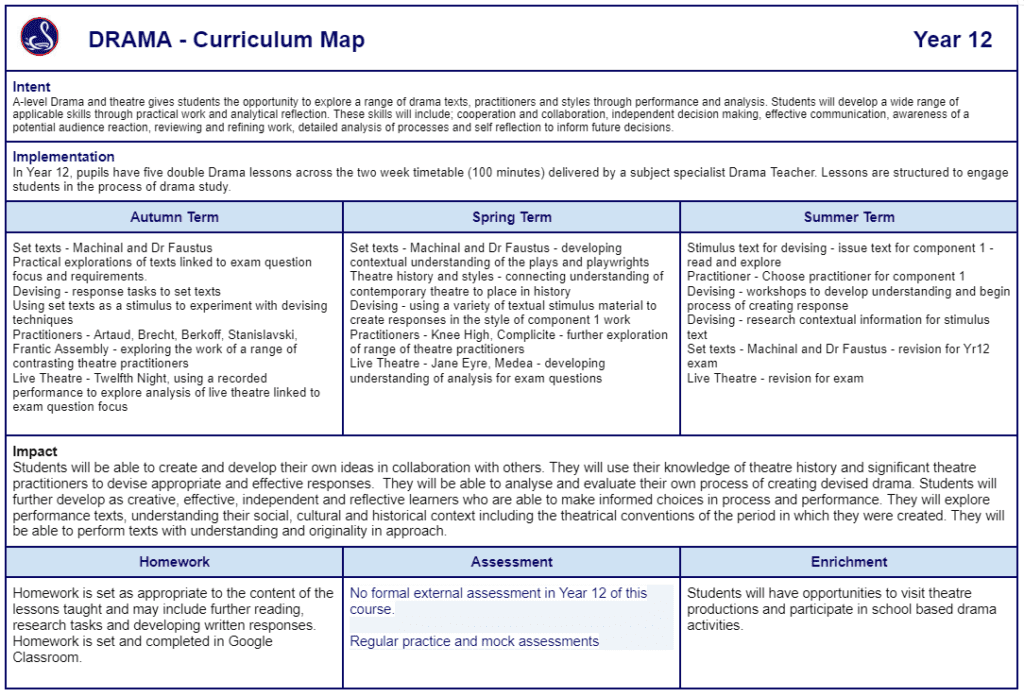 DRAMA - Curriculum Map
Year 12
Intent
A-level Drama and theatre gives students the opportunity to explore a range of drama texts, practitioners and styles through performance and analysis. Students will develop a wide range of
applicable skills through practical work and analytical reflection. These skills will include; cooperation and collaboration, independent decision making, effective communication, awareness of a
potential audience reaction, reviewing and refining work, detailed analysis of processes and self reflection to inform future decisions.
Implementation
In Year 12, pupils have five double Drama lessons across the two week timetable (100 minutes) delivered by a subject specialist Drama Teacher. Lessons are structured to engage
students in the process of drama study.
Autumn Term
Set texts - Machinal and Dr Faustus
Practical explorations of texts linked to exam question
focus and requirements.
Devising - response tasks to set texts
Using set texts as a stimulus to experiment with devising
techniques
Practitioners - Artaud, Brecht, Berkoff, Stanislavski,
Frantic Assembly - exploring the work of a range of
contrasting theatre practitioners
Live Theatre - Twelfth Night, using a recorded
performance to explore analysis of live theatre linked to
exam question focus
Spring Term
Set texts - Machinal and Dr Faustus - developing
contextual understanding of the plays and playwrights
Theatre history and styles - connecting understanding of
contemporary theatre to place in history
Devising - using a variety of textual stimulus material to
create responses in the style of component 1 work
Practitioners - Knee High, Complicite - further exploration
of range of theatre practitioners
Live Theatre - Jane Eyre, Medea - developing
understanding of analysis for exam questions
Summer Term
Stimulus text for devising - issue text for component 1 -
read and explore
Practitioner - Choose practitioner for component 1
Devising - workshops to develop understanding and begin
process of creating response
Devising - research contextual information for stimulus
text
Set texts - Machinal and Dr Faustus - revision for Yr12
exam
Live Theatre - revision for exam
Impact
Students will be able to create and develop their own ideas in collaboration with others. They will use their knowledge of theatre history and significant theatre
practitioners to devise appropriate and effective responses. They will be able to analyse and evaluate their own process of creating devised drama. Students will
further develop as creative, effective, independent and reflective learners who are able to make informed choices in process and performance. They will explore
performance texts, understanding their social, cultural and historical context including the theatrical conventions of the period in which they were created. They will
be able to perform texts with understanding and originality in approach.
Homework
Homework is set as appropriate to the content of the
lessons taught and may include further reading,
research tasks and developing written responses.
Homework is set and completed in Google
Classroom.
Assessment
No formal external assessment in Year 12 of this
course.
Regular practice and mock assessments
Enrichment
Students will have opportunities to visit theatre
productions and participate in school based drama
activities.